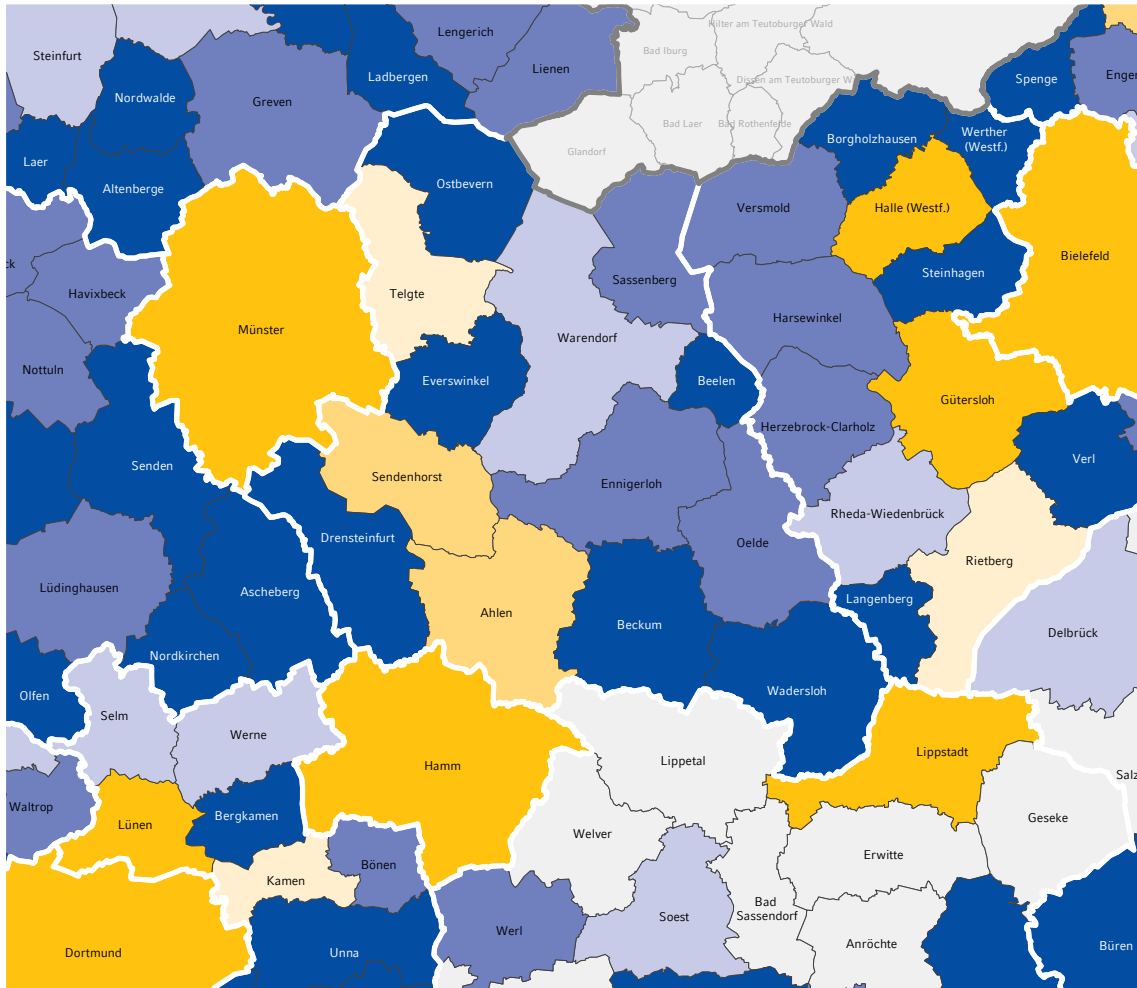 Lengerich
Hilter am Teutoburger Wald
Steinfurt
Bad Iburg
Lienen
Ladbergen
Spenge
Enger
Dissen am Teutoburger W
Nordwalde
Greven
Bad Laer
Bad Rothenfelde
Borgholzhausen
Werther
(Westf.)
Glandorf
Laer
Altenberge
Ostbevern
Versmold
Halle (Westf.)
Bielefeld
ck
Steinhagen
Sassenberg
Havixbeck
Telgte
Harsewinkel
Münster
Warendorf
Nottuln
Everswinkel
Beelen
Gütersloh
Herzebrock-Clarholz
Verl
Senden
Sendenhorst
Ennigerloh
Rheda-Wiedenbrück
Drensteinfurt
Oelde
Rietberg
Lüdinghausen
Ascheberg
Langenberg
Ahlen
Beckum
Delbrück
Nordkirchen
Olfen
Wadersloh
Selm
Werne
Lippstadt
Lippetal
Hamm
Salz
Waltrop
Bergkamen
Geseke
Lünen
Welver
Erwitte
Bönen
Kamen
Bad
Sassendorf
Soest
Werl
Anröchte
Büren
Dortmund
Unna